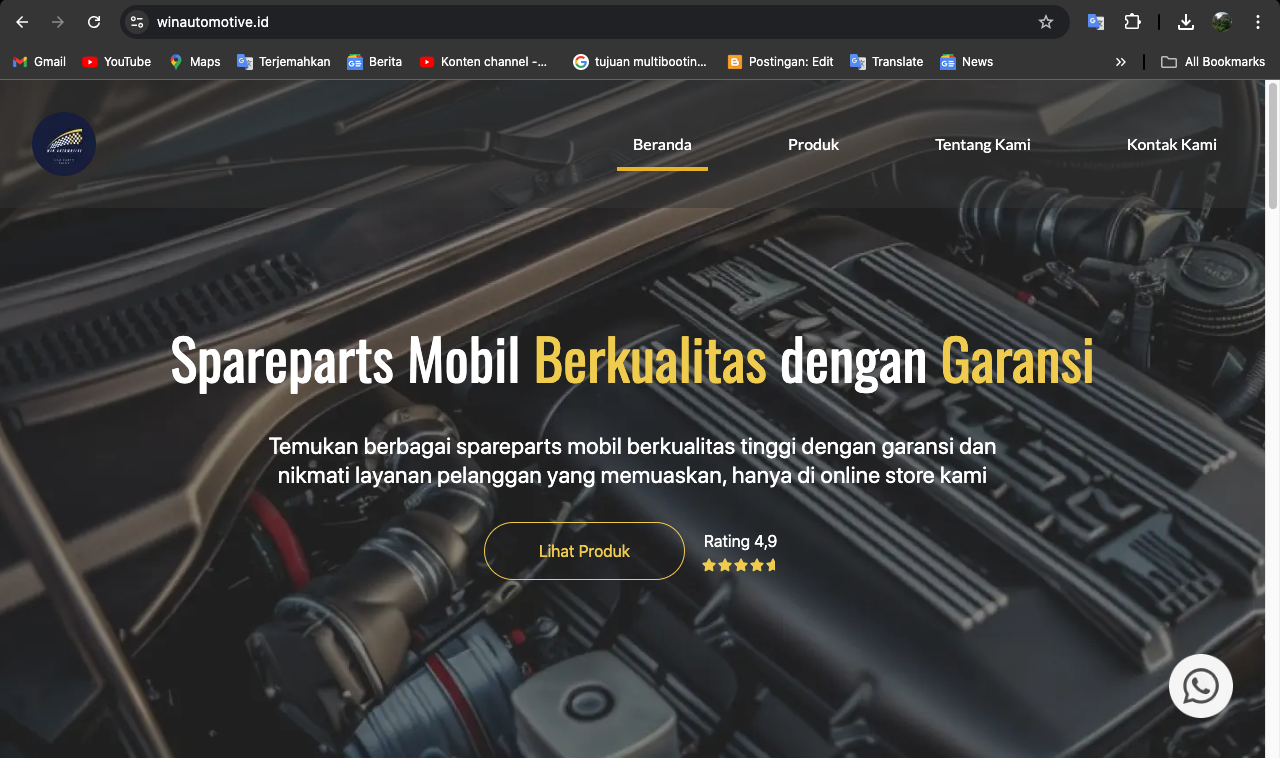 winautomotive.id
Gmail YouTube Maps Terjemahkan Berita Konten channel -... tujuan multibootin... Postingan: Edit Translate News » All Bookmarks
Beranda Produk Tentang Kami Kontak Kami
Spareparts Mobil Berkualitas dengan Garansi
Temukan berbagai spareparts mobil berkualitas tinggi dengan garansi dan
nikmati layanan pelanggan yang memuaskan, hanya di online store kami
Lihat Produk
Rating 4,9